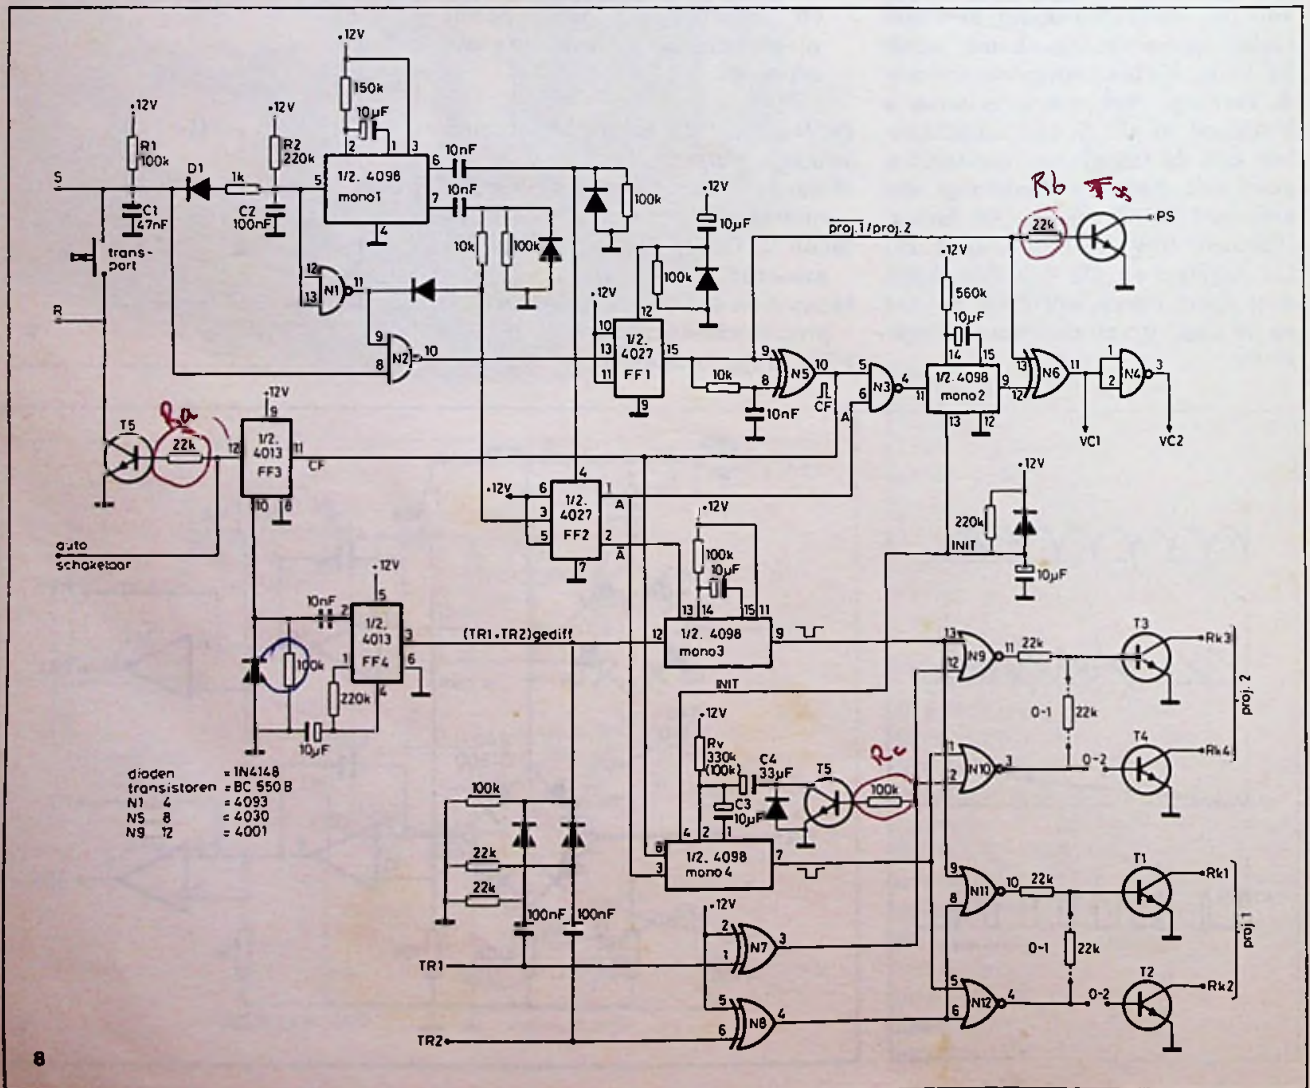 +12V
150k
10µF
2
1
3
+12V
R1
100k
+12V
R2
220k
S
D1
1k
C1
47nF
C2
100nF
5
1/2. 4098
mono1
4
6
7
10nF
10nF
10k
100k
100k
trans-
port
R
12
13
N1
11
9
8
N2
10
+12V
10µF
100k
+12V
12
10
13
11
1/2.
4027
FF1
15
9
proj.1/proj.2
Rb
22k
PS
+12V
560k
10µF
14
15
9
8
N5
10
CF
10k
10nF
A
5
6
N3
4
11
1/2. 4098
mono2
13
12
9
13
12
N6
11
1
2
N4
3
VC1
VC2
Ra
T5
22k
12
+12V
9
1/2.
4013
FF3
11
CF
10
8
auto
schakelbaar
+12V
4
6
3
5
1/2.
4027
FF2
1
A
2
A
7
+12V
220k
INIT
10µF
+12V
100k
10µF
13
14
15
11
12
1/2. 4098
mono3
9
10nF
+12V
5
2
1/2.
4013
FF4
3
1
6
4
100k
220k
10µF
(TR1+TR2)gediff
INIT
+12V
Rv
330k
(100k)
C4
33µF
C3
10µF
T5
Rc
100k
4
2
1
3
1/2. 4098
mono4
7
13
12
N9
11
22k
T3
Rk3
0-1
22k
proj. 2
1
2
N10
3
0-2
T4
Rk4
dioden = 1N4148
transistoren = BC 550B
N1 4 = 4093
N5 8 = 4030
N9 12 = 4001
100k
22k
22k
100nF
100nF
9
8
N11
10
22k
T1
Rk1
0-1
22k
proj.1
+12V
2
1
N7
3
TR1
5
6
N12
4
0-2
T2
Rk2
5
6
N8
4
TR2
8